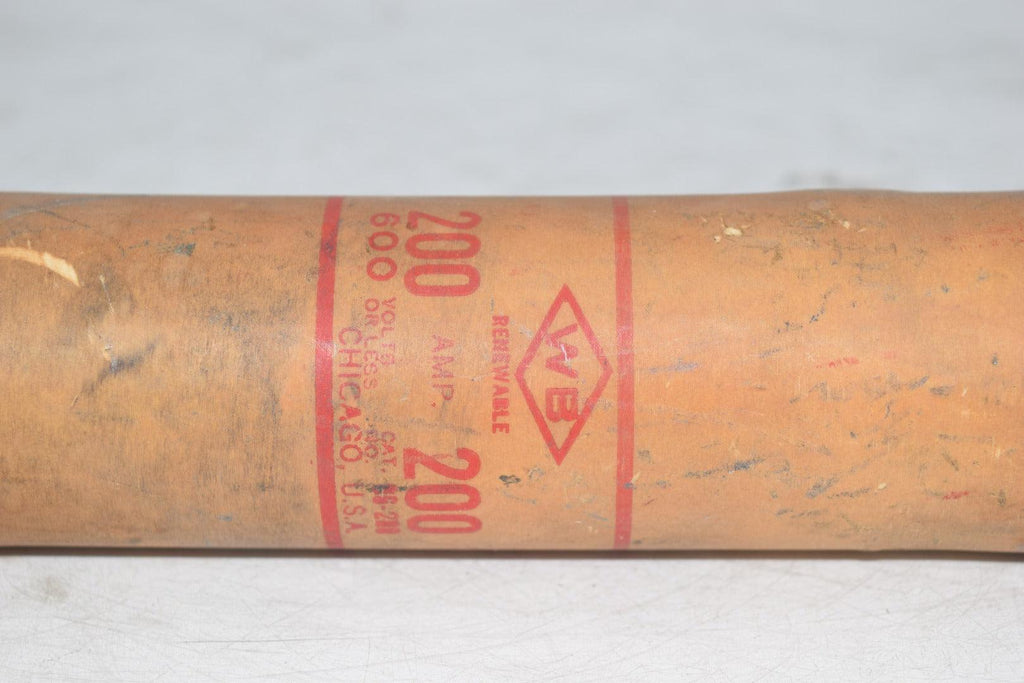 WB
RENEWABLE
200 AMP. 200
600 VOLTS OR LESS CAT. NO.
CHICAGO, U.S.A.